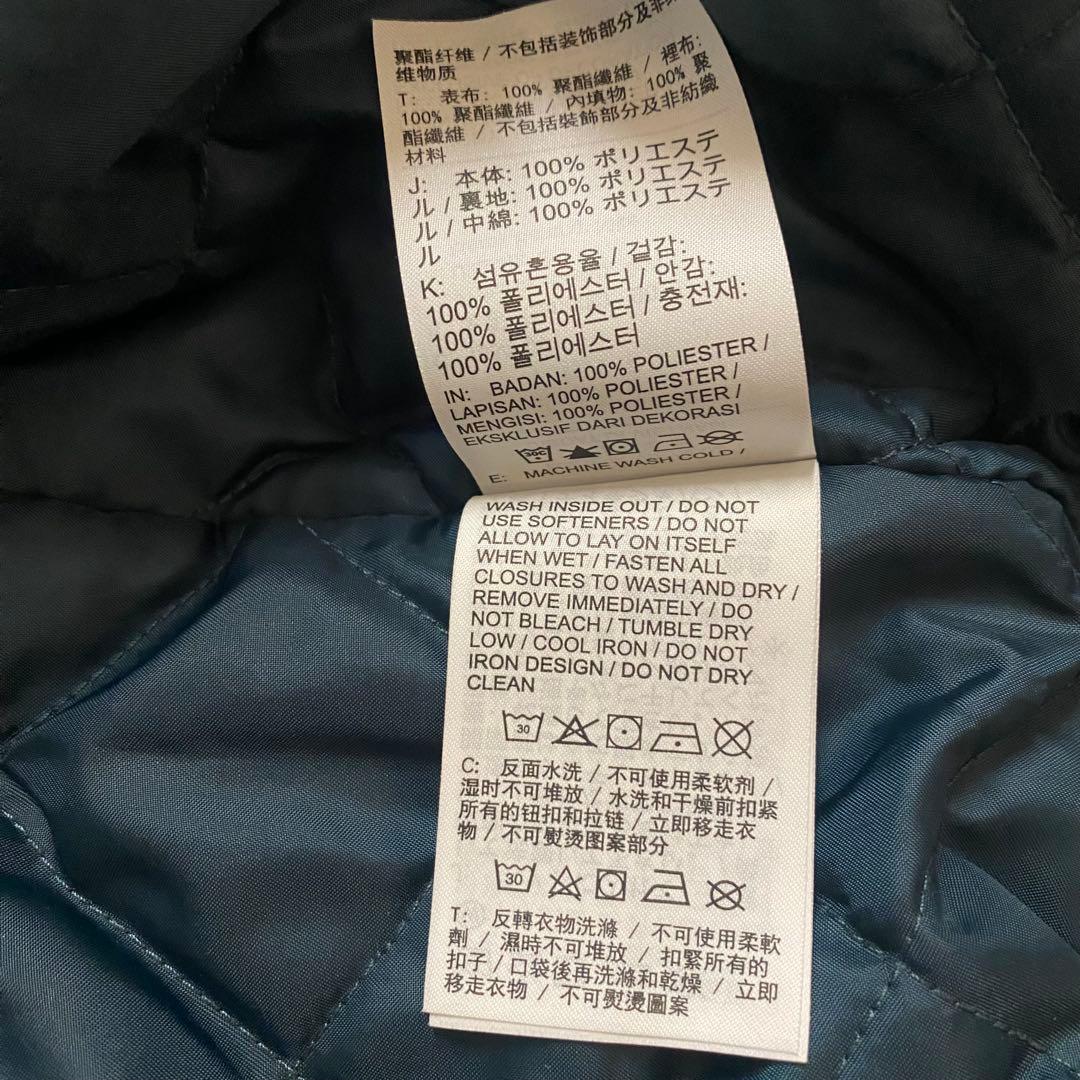 聚酯纤维 / 不包括装饰部分及非纺
维物质
T: 表布: 100% 聚酯纖維 / 裡布:
100% 聚酯纖維 / 內填物: 100% 聚
酯纖維 / 不包括裝飾部分及非紡織
材料
J: 本体: 100% ポリエステ
ル / 裏地: 100% ポリエステ
ル / 中綿: 100% ポリエステ
ル
K: 섬유혼용율 / 겉감:
100% 폴리에스터 / 안감:
100% 폴리에스터 / 충전재:
100% 폴리에스터
IN: BADAN: 100% POLIESTER /
LAPISAN: 100% POLIESTER /
MENGISI: 100% POLIESTER /
EKSKLUSIF DARI DEKORASI
30C
E: MACHINE WASH COLD /
WASH INSIDE OUT / DO NOT
USE SOFTENERS / DO NOT
ALLOW TO LAY ON ITSELF
WHEN WET / FASTEN ALL
CLOSURES TO WASH AND DRY /
REMOVE IMMEDIATELY / DO
NOT BLEACH / TUMBLE DRY
LOW / COOL IRON / DO NOT
IRON DESIGN / DO NOT DRY
CLEAN
30
C: 反面水洗 / 不可使用柔软剂 /
湿时不可堆放 / 水洗和干燥前扣紧
所有的钮扣和拉链 / 立即移走衣
物 / 不可熨烫图案部分
30
T: 反轉衣物洗滌 / 不可使用柔軟
劑 / 濕時不可堆放 / 扣緊所有的
扣子 / 口袋後再洗滌和乾燥 / 立即
移走衣物 / 不可熨燙圖案